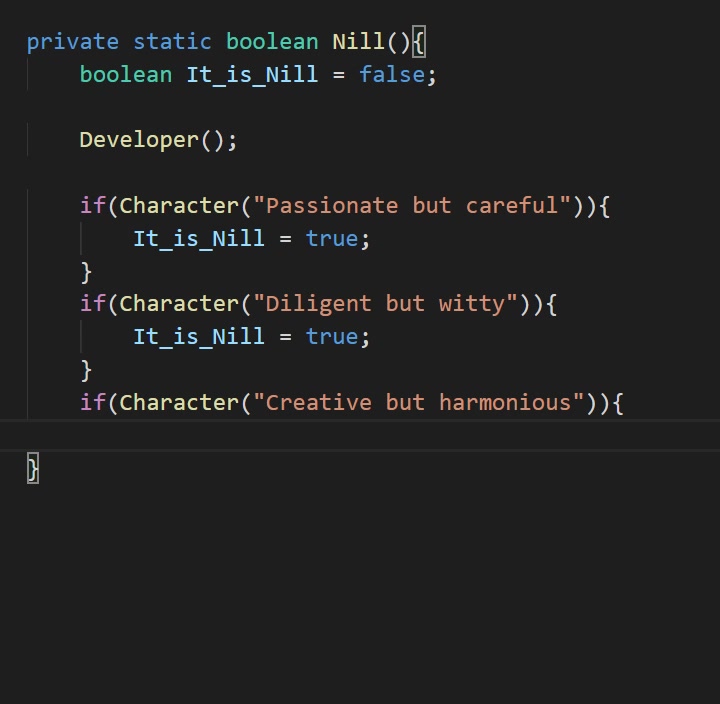 private static boolean Nill(){
    boolean It_is_Nill = false;

    Developer();

    if(Character("Passionate but careful")){
        It_is_Nill = true;
    }
    if(Character("Diligent but witty")){
        It_is_Nill = true;
    }
    if(Character("Creative but harmonious")){

}